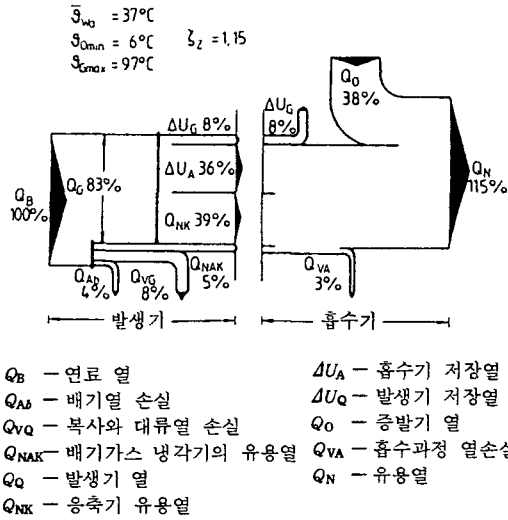 ϑ̅Wa = 37°C
ϑOmin = 6°C ζz = 1,15
ϑGmax = 97°C
QO
38%
ΔUG
8%
ΔUG 8%
QB
100%
QG 83%
ΔUA 36%
QN
115%
QNK 39%
QAb
4%
QVG
8%
QNAK
5%
QVA
3%
발생기
흡수기
QB — 연료 열
QAb — 배기열 손실
QVQ — 복사와 대류열 손실
QNAK — 배기가스 냉각기의 유용열
QQ — 발생기 열
QNK — 응축기 유용열
ΔUA — 흡수기 저장열
ΔUQ — 발생기 저장열
QO — 증발기 열
QVA — 흡수과정 열손실
QN — 유용열